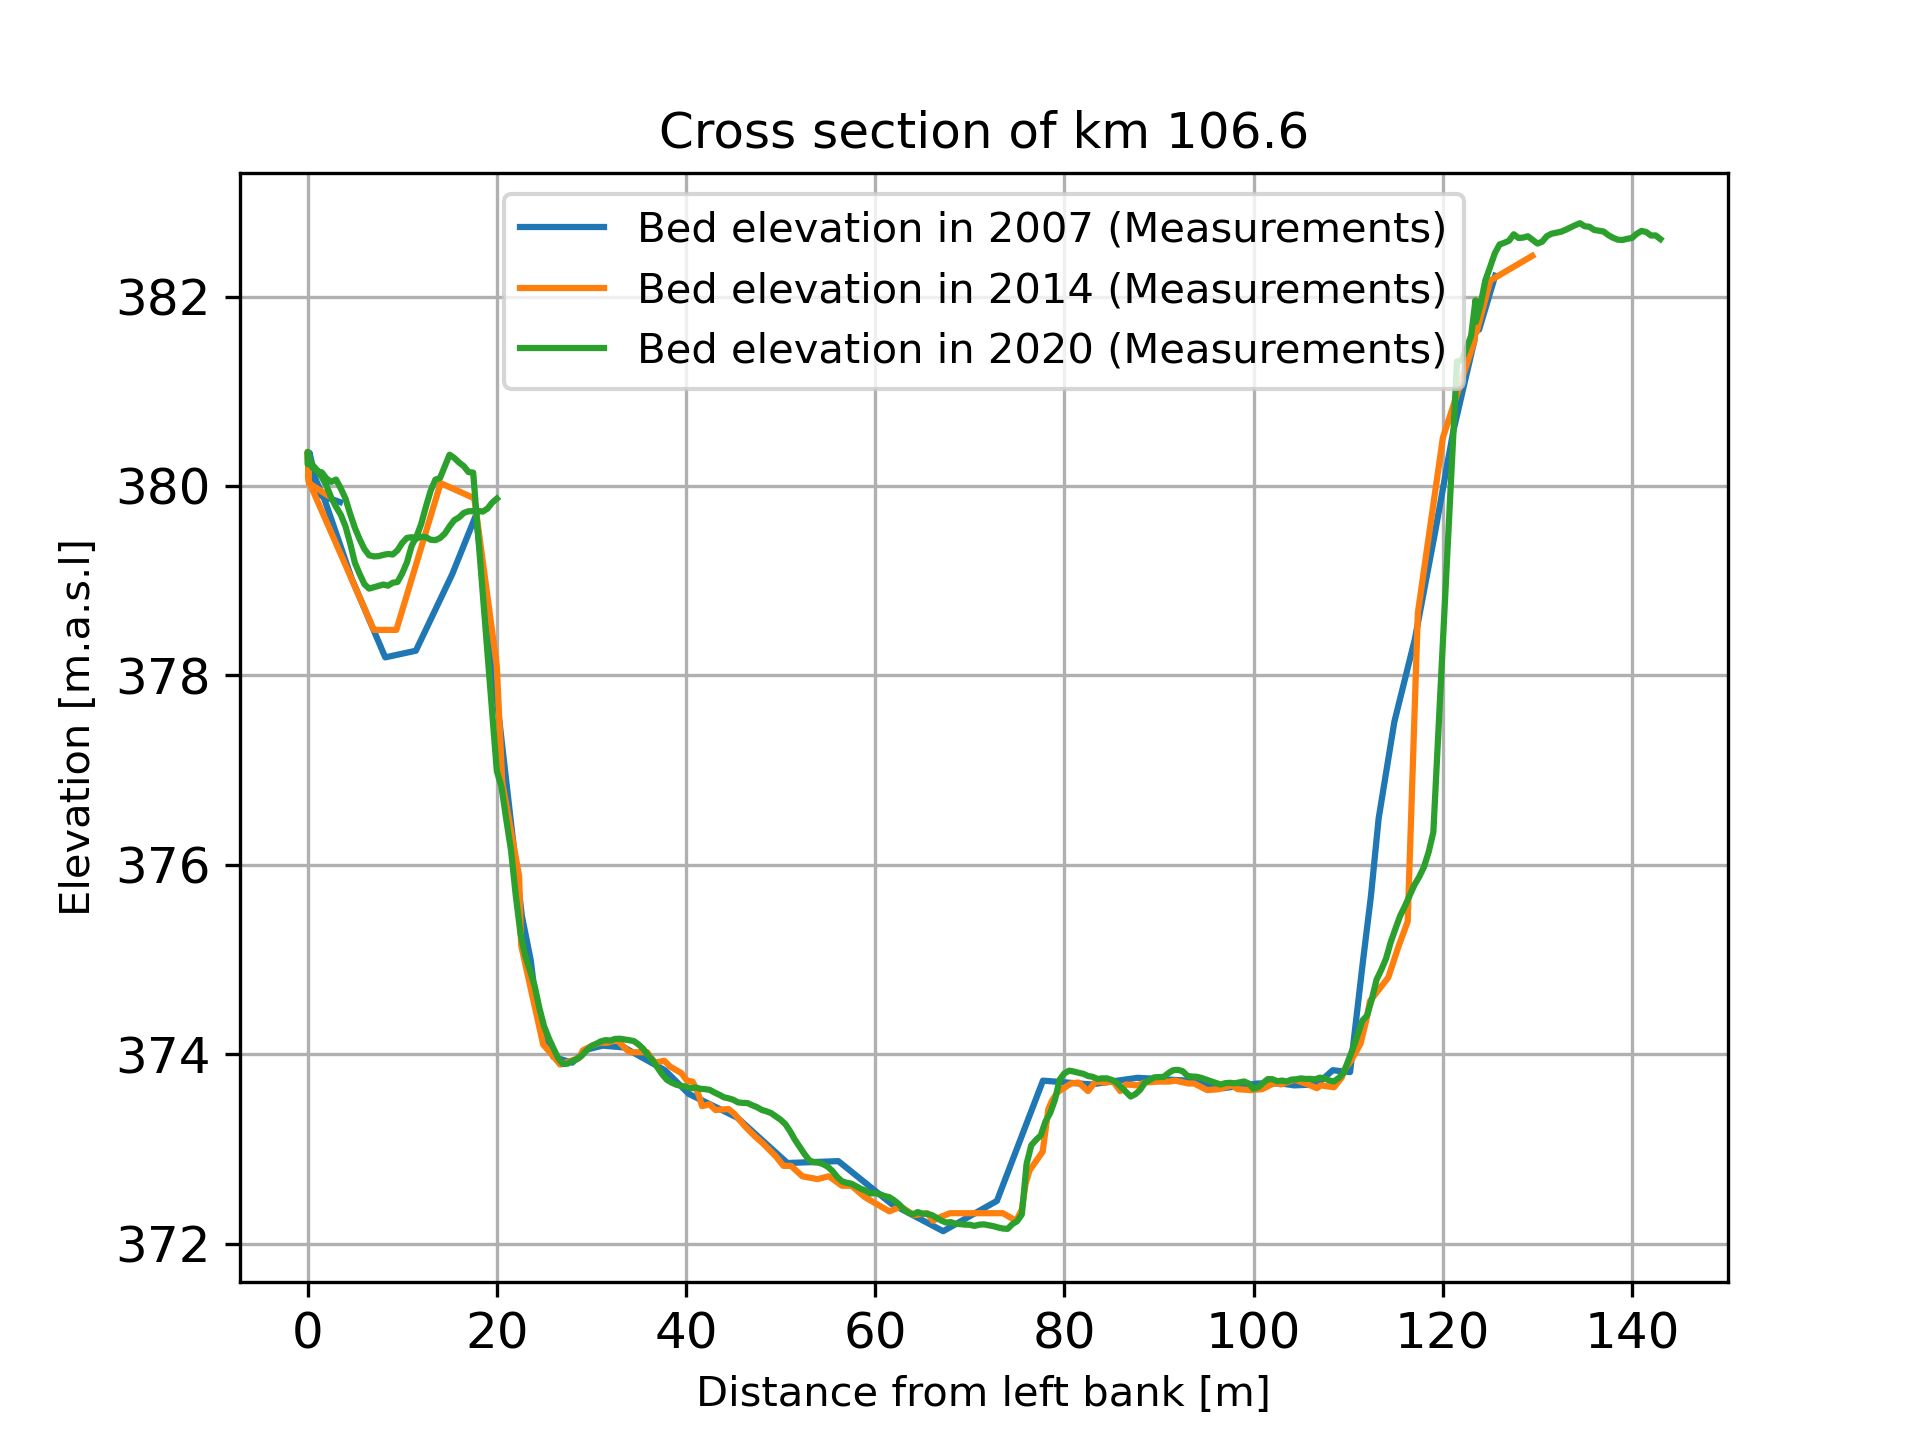 Cross section of km 106.6
Bed elevation in 2007 (Measurements)
Bed elevation in 2014 (Measurements)
Bed elevation in 2020 (Measurements)
Elevation [m.a.s.l]
382
380
378
376
374
372
0 20 40 60 80 100 120 140
Distance from left bank [m]